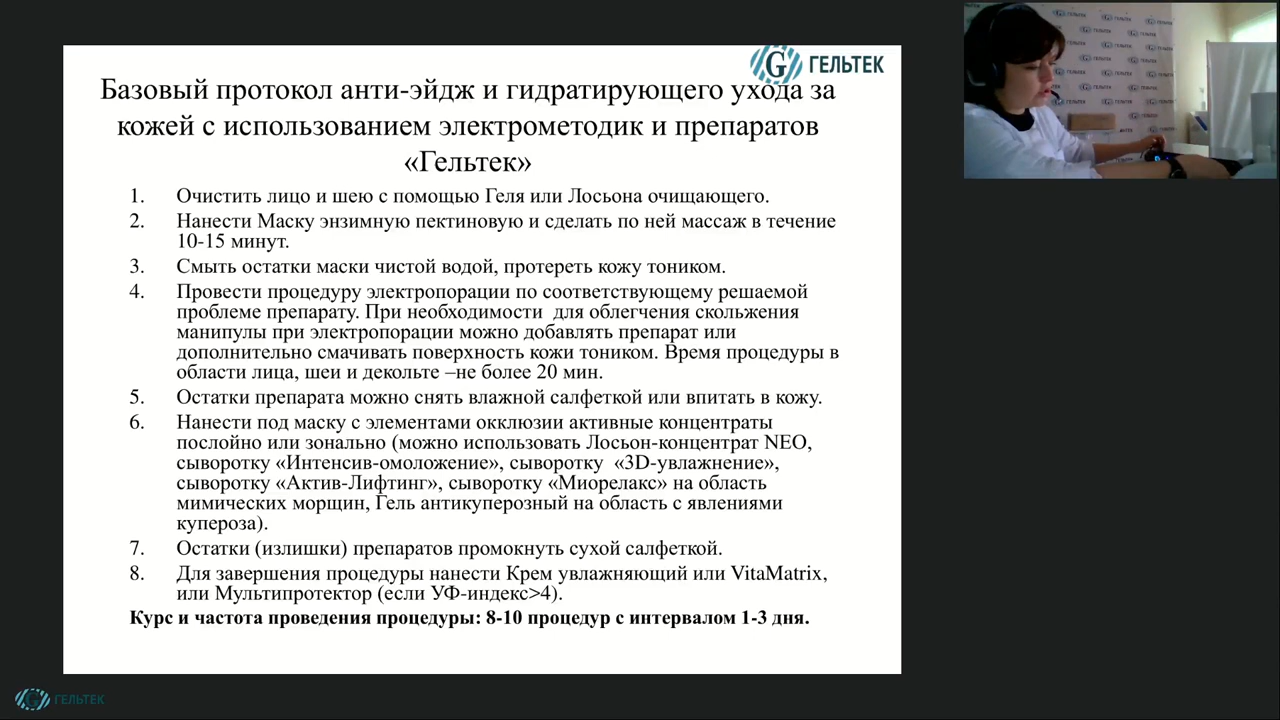 ГЕЛЬТЕК
Базовый протокол анти-эйдж и гидратирующего ухода за
кожей с использованием электрометодик и препаратов
«Гельтек»
1. Очистить лицо и шею с помощью Геля или Лосьона очищающего.
2. Нанести Маску энзимную пектиновую и сделать по ней массаж в течение
10-15 минут.
3. Смыть остатки маски чистой водой, протереть кожу тоником.
4. Провести процедуру электропорации по соответствующему решаемой
проблеме препарату. При необходимости для облегчения скольжения
манипулы при электропорации можно добавлять препарат или
дополнительно смачивать поверхность кожи тоником. Время процедуры в
области лица, шеи и декольте –не более 20 мин.
5. Остатки препарата можно снять влажной салфеткой или впитать в кожу.
6. Нанести под маску с элементами окклюзии активные концентраты
послойно или зонально (можно использовать Лосьон-концентрат NEO,
сыворотку «Интенсив-омоложение», сыворотку «3D-увлажнение»,
сыворотку «Актив-Лифтинг», сыворотку «Миорелакс» на область
мимических морщин, Гель антикуперозный на область с явлениями
купероза).
7. Остатки (излишки) препаратов промокнуть сухой салфеткой.
8. Для завершения процедуры нанести Крем увлажняющий или VitaMatrix,
или Мультипротектор (если УФ-индекс>4).
Курс и частота проведения процедуры: 8-10 процедур с интервалом 1-3 дня.
ГЕЛЬТЕК